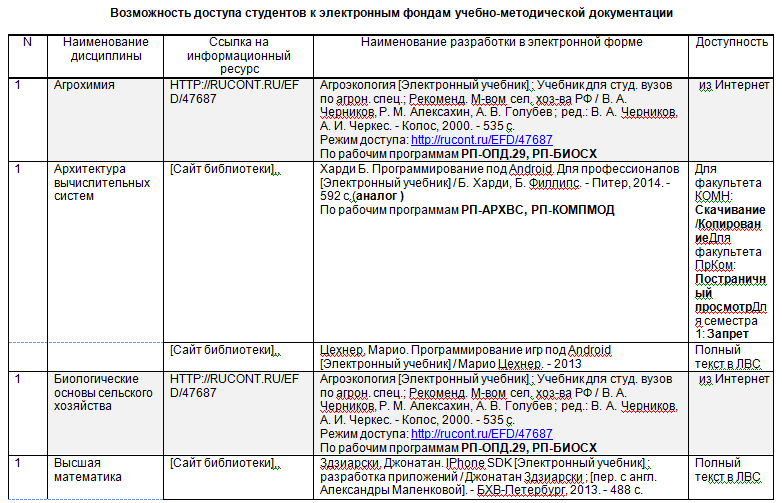 Возможность доступа студентов к электронным фондам учебно-методической документации
N
Наименование
дисциплины
Ссылка на
информационный
ресурс
Наименование разработки в электронной форме
Доступность
1
Агрохимия
HTTP://RUCONT.RU/EF
D/47687
Агроэкология [Электронный учебник] ; Учебник для студ. вузов
по агрон. спец.; Рекоменд. М-вом сел. хоз-ва РФ / В. А.
Черников, Р. М. Алексахин, А. В. Голубев ; ред.: В. А. Черников,
А. И. Черкес. - Колос, 2000. - 535 с.
Режим доступа: http://rucont.ru/EFD/47687
По рабочим программам РП-ОПД.29, РП-БИОСХ
из Интернет
1
Архитектура
вычислительных
систем
[Сайт библиотеки],,
Харди Б. Программирование под Android. Для профессионалов
[Электронный учебник] / Б. Харди, Б. Филлипс. - Питер, 2014. -
592 с.(аналог )
По рабочим программам РП-АРХВС, РП-КОМПМОД
Для
факультета
КОМН:
Скачивание
/Копирован
иеДля
факультета
ПрКом:
Постраничн
ый
просмотрДл
я семестра
1: Запрет
[Сайт библиотеки],,
Цехнер, Марио. Программирование игр под Android
[Электронный учебник] / Марио Цехнер. - 2013
Полный
текст в ЛВС
1
Биологические
основы сельского
хозяйства
HTTP://RUCONT.RU/EF
D/47687
Агроэкология [Электронный учебник] ; Учебник для студ. вузов
по агрон. спец.; Рекоменд. М-вом сел. хоз-ва РФ / В. А.
Черников, Р. М. Алексахин, А. В. Голубев ; ред.: В. А. Черников,
А. И. Черкес. - Колос, 2000. - 535 с.
Режим доступа: http://rucont.ru/EFD/47687
По рабочим программам РП-ОПД.29, РП-БИОСХ
из Интернет
1
Высшая
математика
[Сайт библиотеки],,
Здзиарски, Джонатан. IPhone SDK [Электронный учебник] :
разработка приложений / Джонатан Здзиарски ; [пер. с англ.
Александры Маленковой]. - БХВ-Петербург, 2013. - 488 с.
Полный
текст в ЛВС